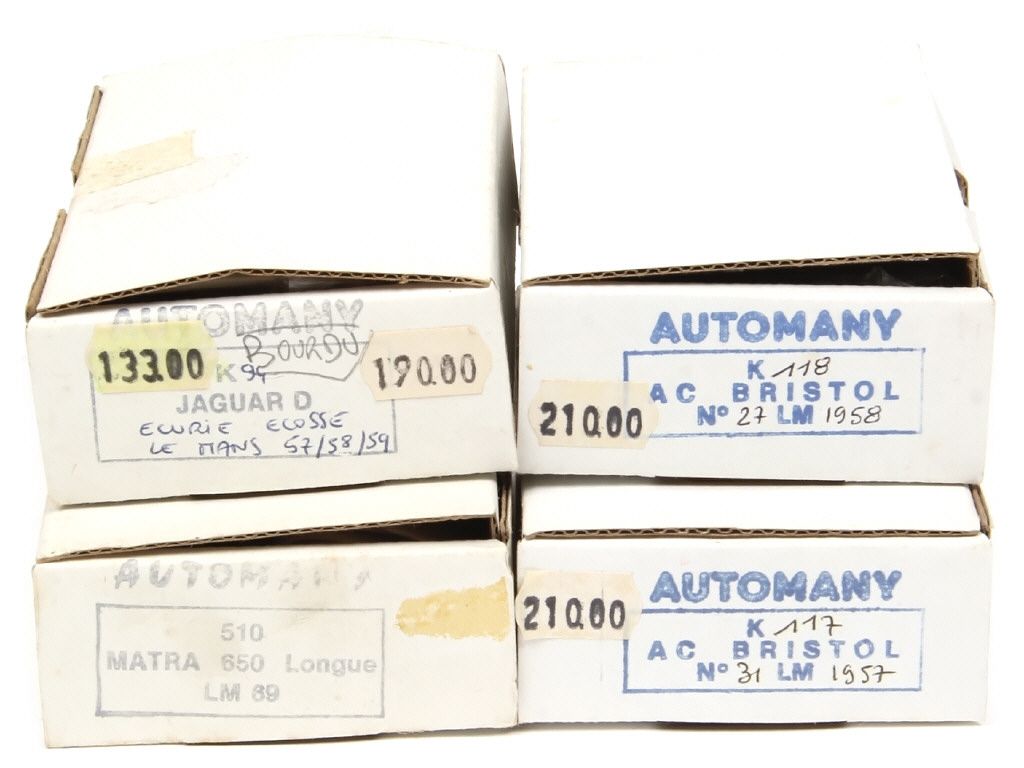 AUTOMANY
BOURDU
133.00
190.00
K 94
JAGUAR D
ECURIE ECOSSE
LE MANS 57/58/59
AUTOMANY
K 118
AC BRISTOL
210.00
N° 27 LM 1958
AUTOMANY
510
MATRA 650 Longue
LM 69
AUTOMANY
210.00
K 117
AC BRISTOL
N° 31 LM 1957